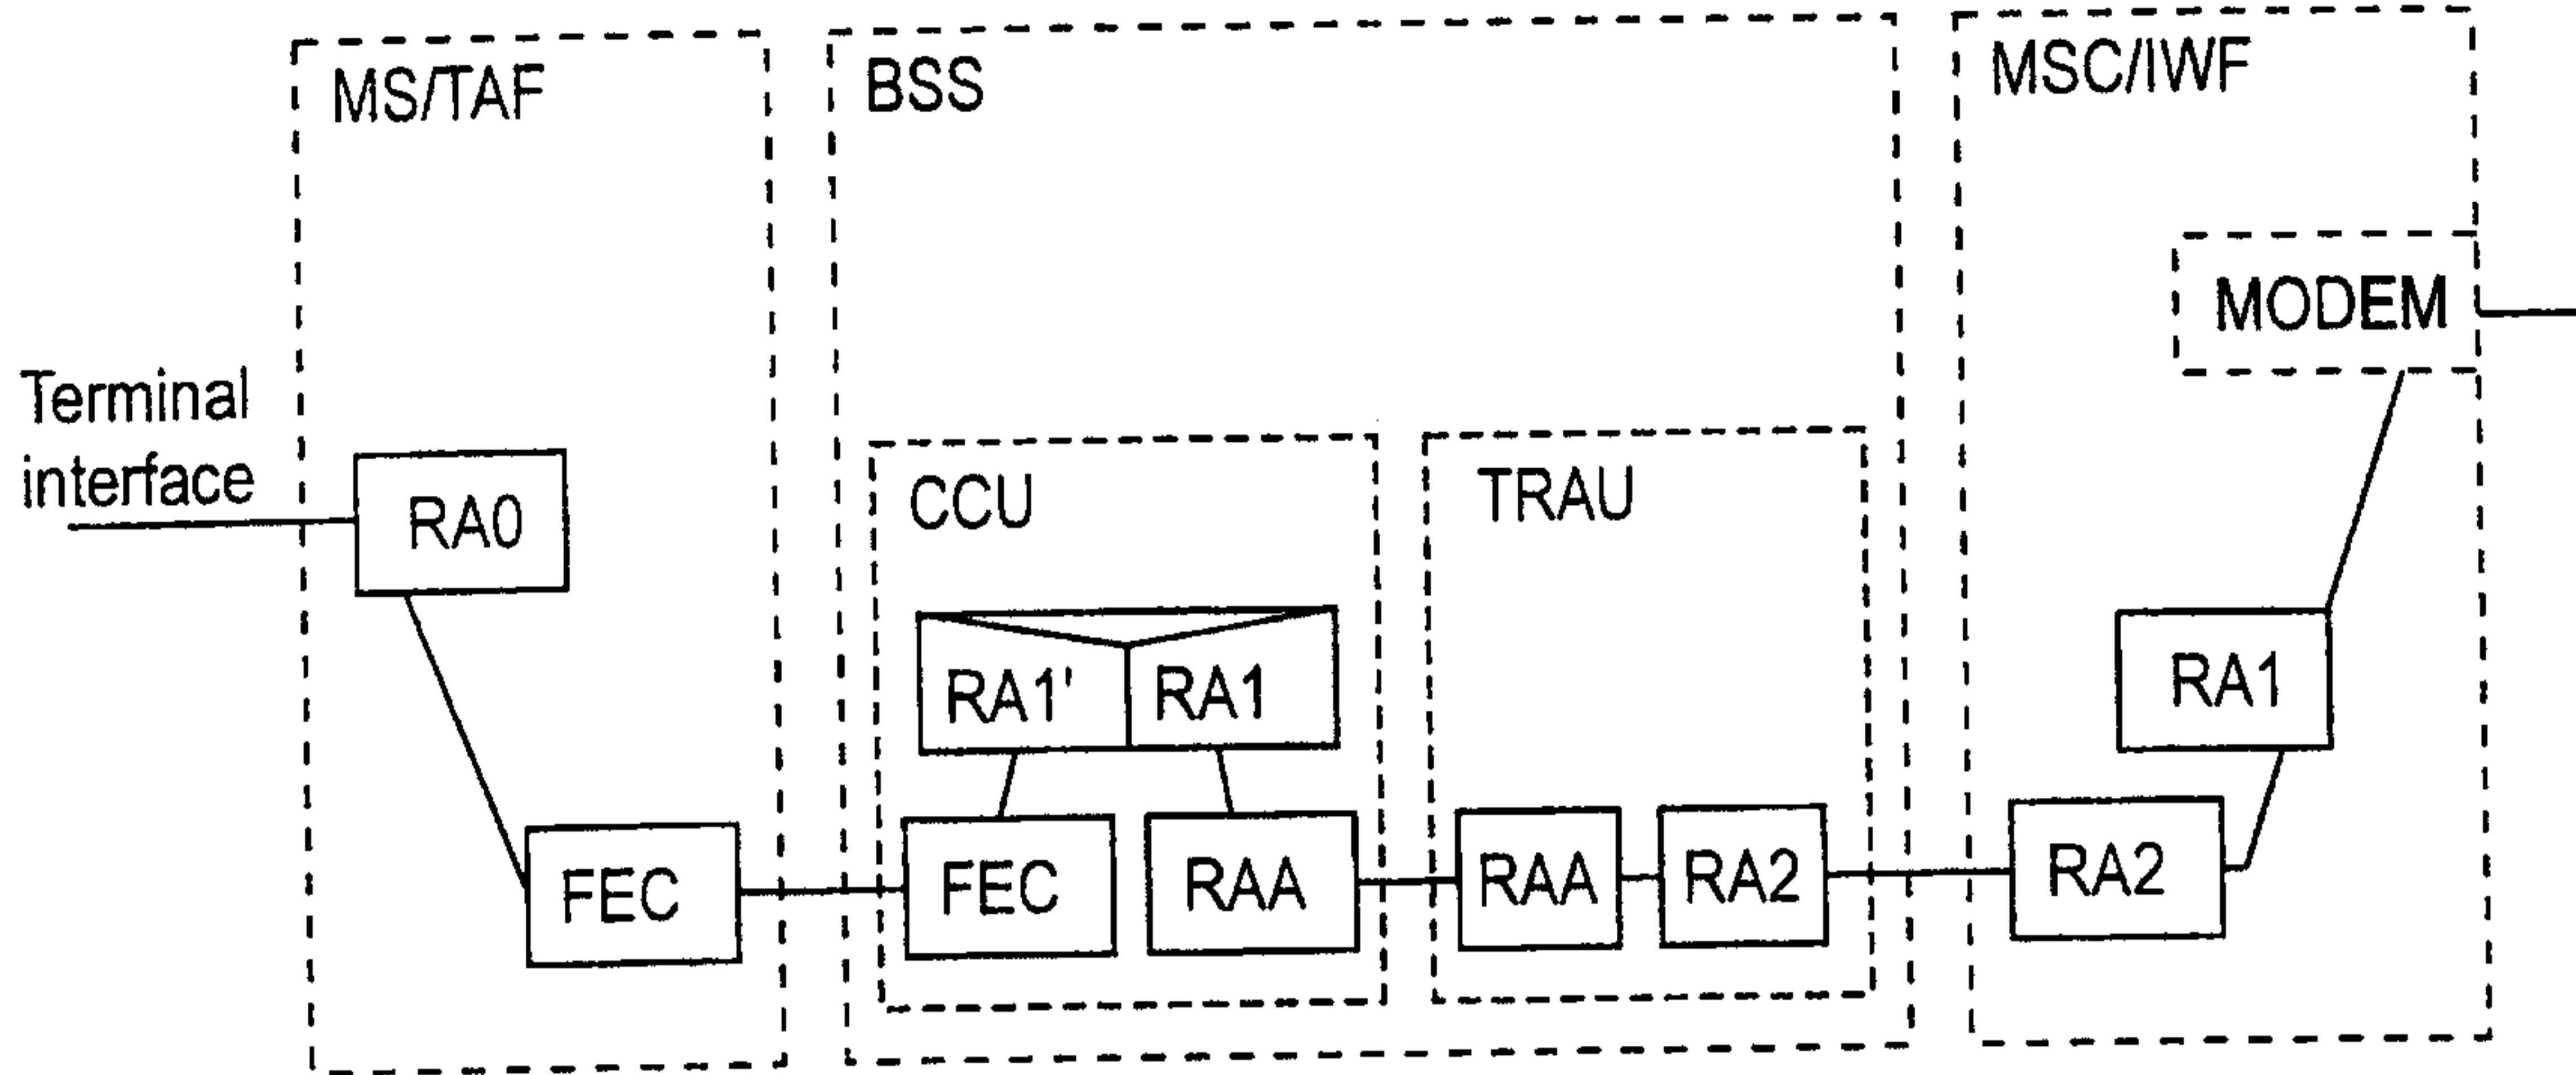 MS/TAF
BSS
MSC/IWF
MODEM
Terminal
interface
RA0
CCU
TRAU
RA1'
RA1
RA1
FEC
FEC
RAA
RAA
RA2
RA2